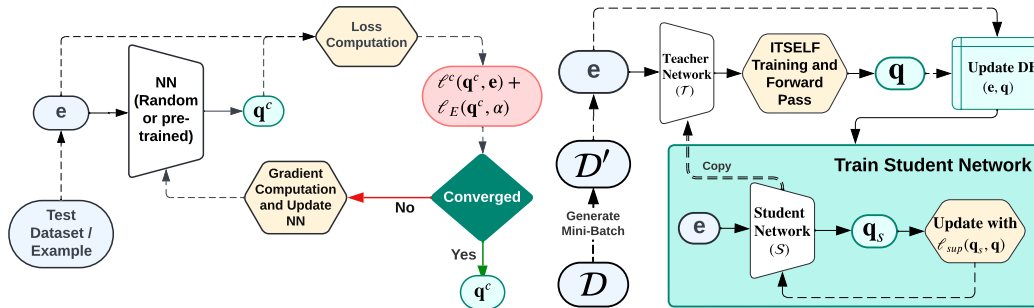 Loss
Computation
NN
(Random
or pre-
trained)
e
q^c
ℓ^c(q^c, e) +
ℓ_E(q^c, α)
Gradient
Computation
and Update
NN
No
Converged
Yes
q^c
Test
Dataset /
Example
e
Teacher
Network
(𝒯)
ITSELF
Training and
Forward
Pass
q
Update DB
(e, q)
𝒟′
Generate
Mini-Batch
𝒟
Copy
Train Student Network
e
Student
Network
(𝒮)
q_s
Update with
ℓ_sup(q_s, q)